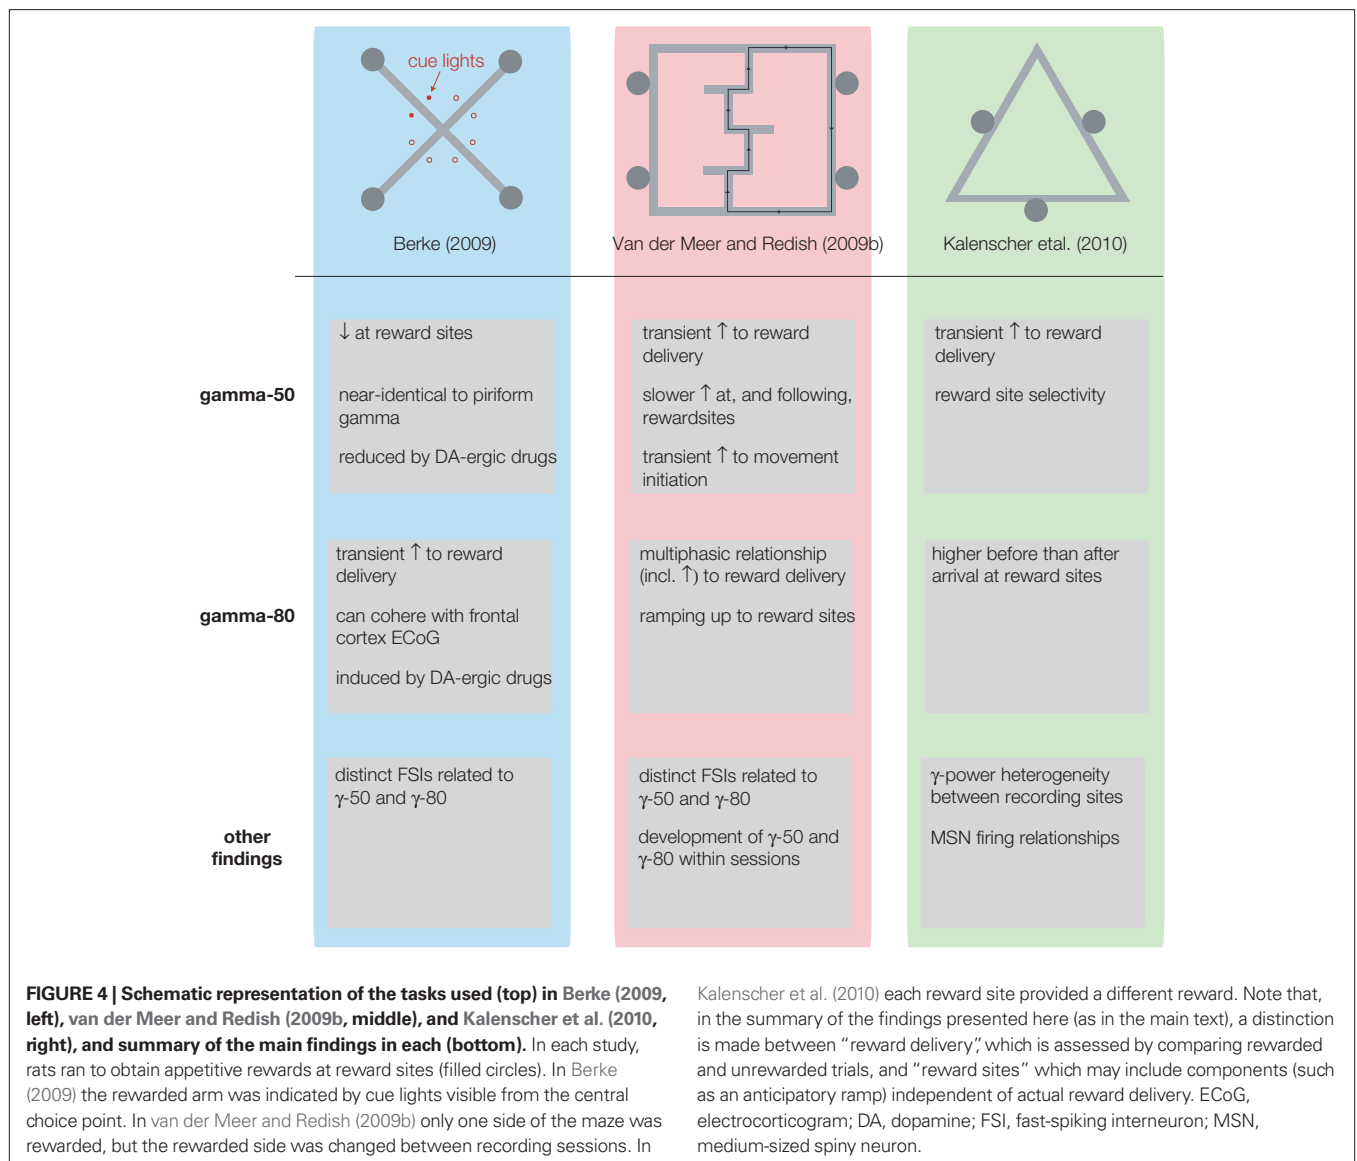 cue lights
Berke (2009)
Van der Meer and Redish (2009b)
Kalenscher etal. (2010)
gamma-50
↓ at reward sites
near-identical to piriform
gamma
reduced by DA-ergic drugs
transient ↑ to reward
delivery
slower ↑ at, and following,
rewardsites
transient ↑ to movement
initiation
transient ↑ to reward
delivery
reward site selectivity
gamma-80
transient ↑ to reward
delivery
can cohere with frontal
cortex ECoG
induced by DA-ergic drugs
multiphasic relationship
(incl. ↑) to reward delivery
ramping up to reward sites
higher before than after
arrival at reward sites
other
findings
distinct FSIs related to
γ-50 and γ-80
distinct FSIs related to
γ-50 and γ-80
development of γ-50 and
γ-80 within sessions
γ-power heterogeneity
between recording sites
MSN firing relationships
FIGURE 4 | Schematic representation of the tasks used (top) in Berke (2009,
left), van der Meer and Redish (2009b, middle), and Kalenscher et al. (2010,
right), and summary of the main findings in each (bottom). In each study,
rats ran to obtain appetitive rewards at reward sites (filled circles). In Berke
(2009) the rewarded arm was indicated by cue lights visible from the central
choice point. In van der Meer and Redish (2009b) only one side of the maze was
rewarded, but the rewarded side was changed between recording sessions. In
Kalenscher et al. (2010) each reward site provided a different reward. Note that,
in the summary of the findings presented here (as in the main text), a distinction
is made between “reward delivery”, which is assessed by comparing rewarded
and unrewarded trials, and “reward sites” which may include components (such
as an anticipatory ramp) independent of actual reward delivery. ECoG,
electrocorticogram; DA, dopamine; FSI, fast-spiking interneuron; MSN,
medium-sized spiny neuron.